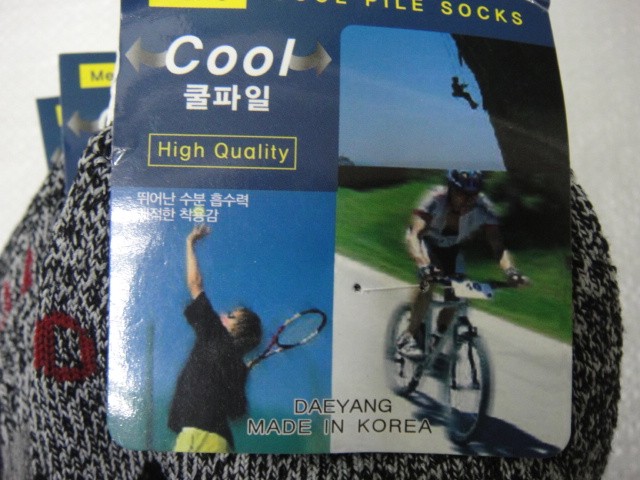 PILE SOCKS
Me
Cool
쿨파일
High Quality
뛰어난 수분 흡수력
착용감
DAEYANG
MADE IN KOREA